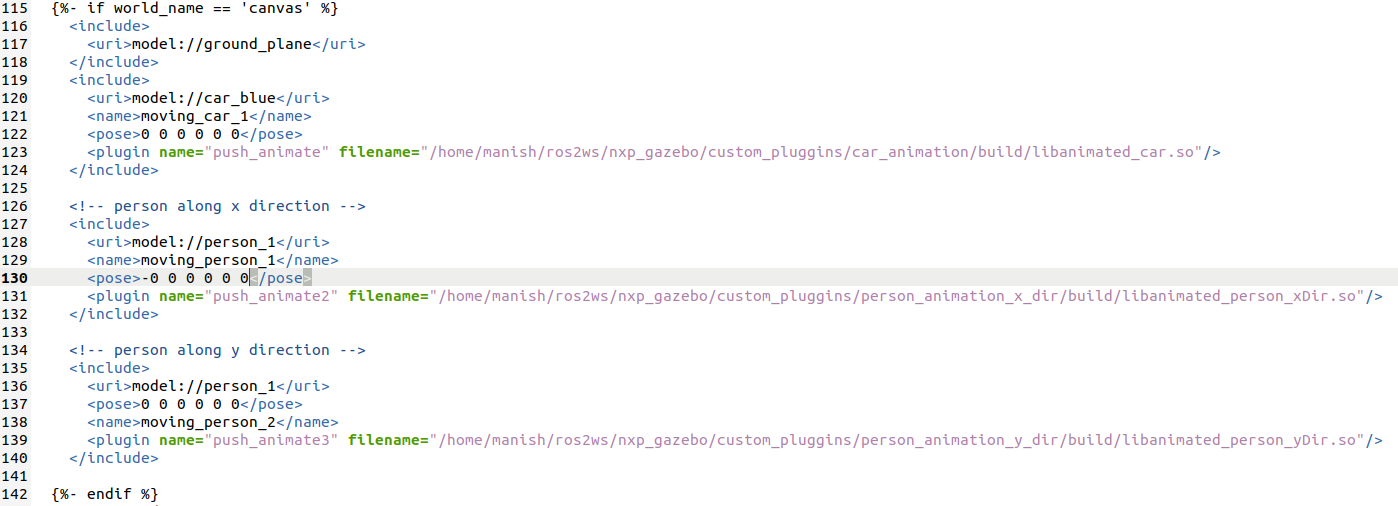 115 {%- if world_name == 'canvas' %}
116 <include>
117 <uri>model://ground_plane</uri>
118 </include>
119 <include>
120 <uri>model://car_blue</uri>
121 <name>moving_car_1</name>
122 <pose>0 0 0 0 0 0</pose>
123 <plugin name="push_animate" filename="/home/manish/ros2ws/nxp_gazebo/custom_pluggins/car_animation/build/libanimated_car.so"/>
124 </include>
125
126 <!-- person along x direction -->
127 <include>
128 <uri>model://person_1</uri>
129 <name>moving_person_1</name>
130 <pose>-0 0 0 0 0 0</pose>
131 <plugin name="push_animate2" filename="/home/manish/ros2ws/nxp_gazebo/custom_pluggins/person_animation_x_dir/build/libanimated_person_xDir.so"/>
132 </include>
133
134 <!-- person along y direction -->
135 <include>
136 <uri>model://person_1</uri>
137 <pose>0 0 0 0 0 0</pose>
138 <name>moving_person_2</name>
139 <plugin name="push_animate3" filename="/home/manish/ros2ws/nxp_gazebo/custom_pluggins/person_animation_y_dir/build/libanimated_person_yDir.so"/>
140 </include>
141
142 {%- endif %}